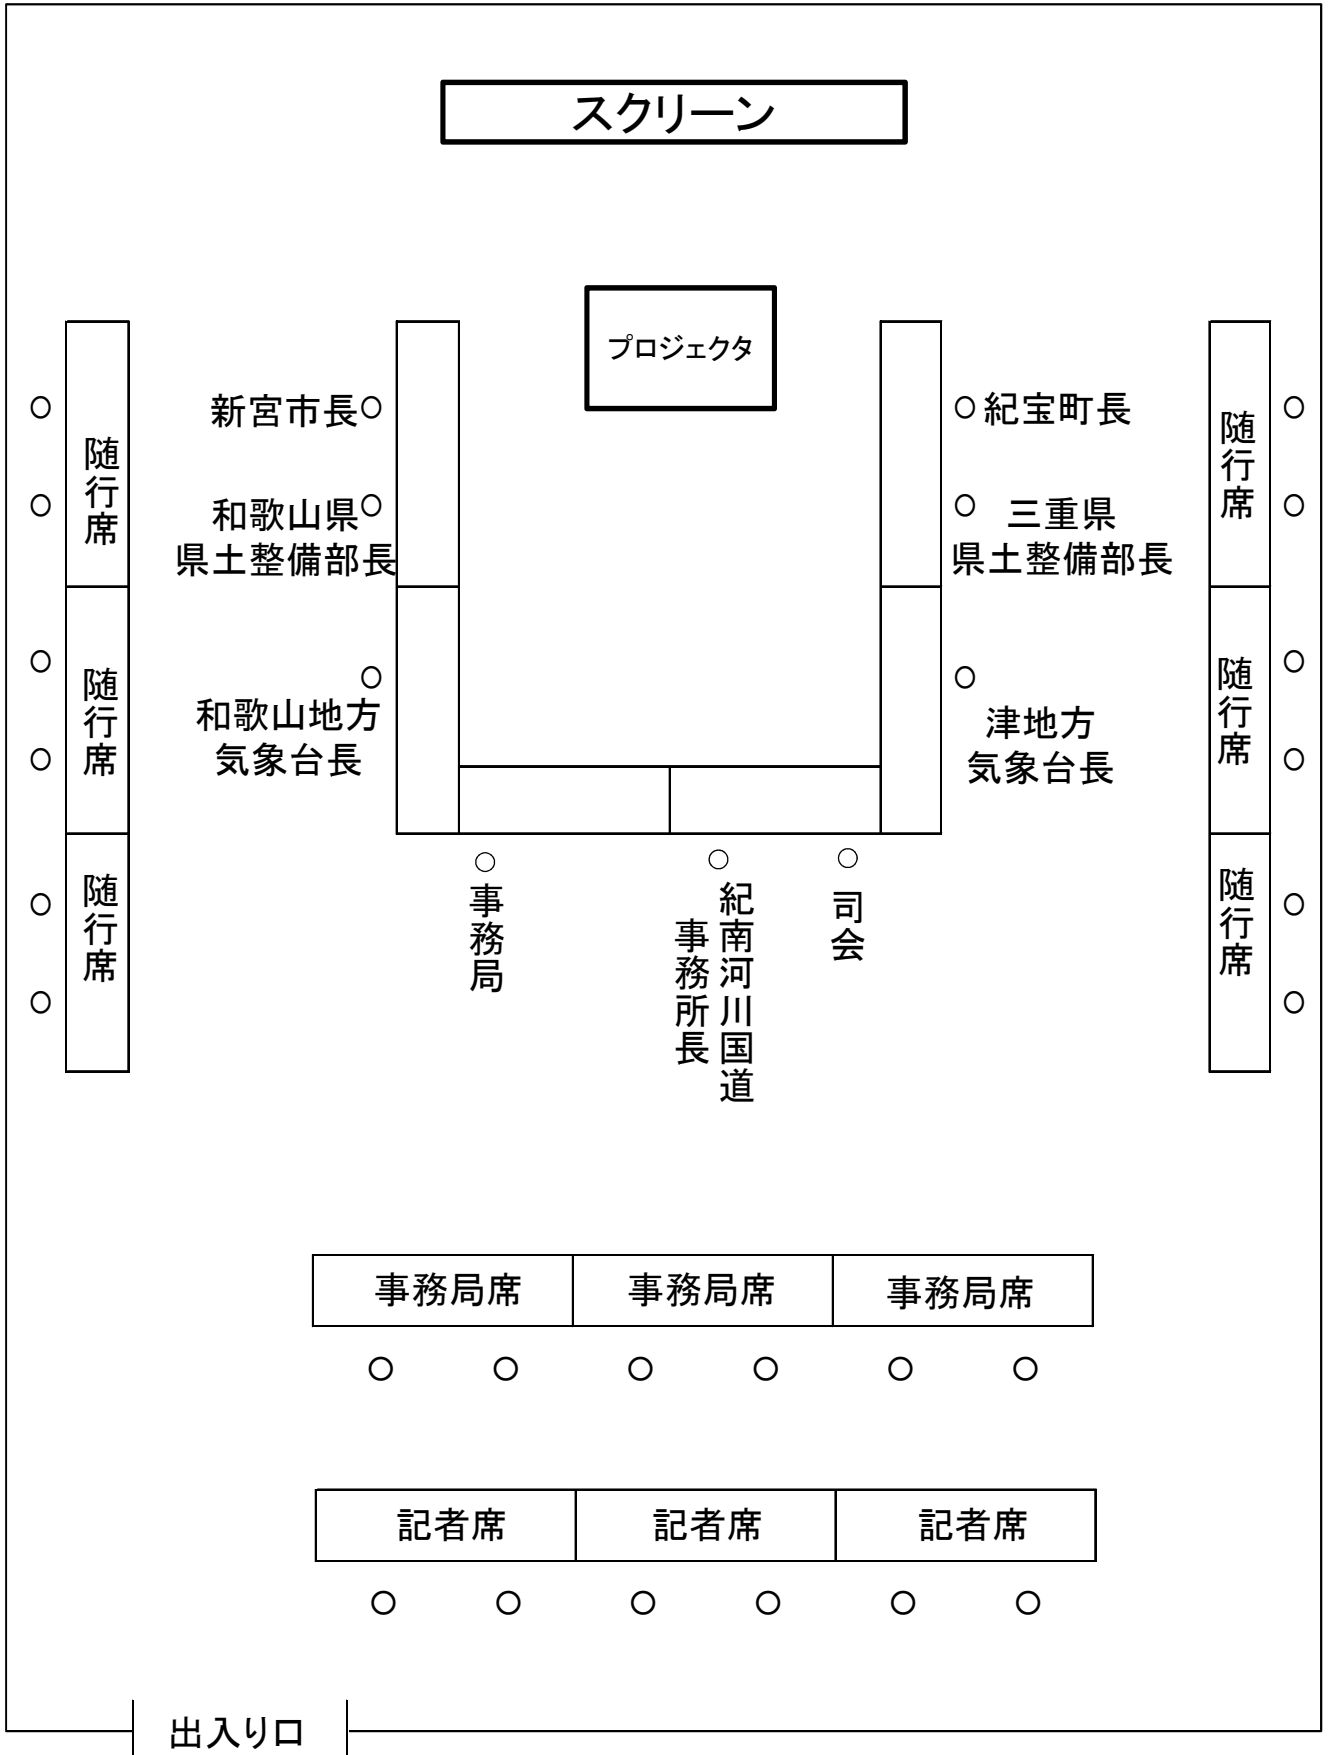 スクリーン
プロジェクタ
随行席
新宮市長
紀宝町長
随行席
和歌山県
県土整備部長
三重県
県土整備部長
随行席
和歌山地方
気象台長
津地方
気象台長
随行席
随行席
事務局
紀南河川国道
事務所長
司会
随行席
事務局席
事務局席
事務局席
記者席
記者席
記者席
出入り口